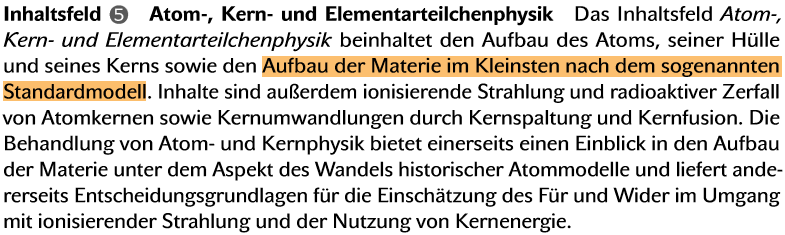 Inhaltsfeld ❺ Atom-, Kern- und Elementarteilchenphysik Das Inhaltsfeld Atom-,
Kern- und Elementarteilchenphysik beinhaltet den Aufbau des Atoms, seiner Hülle
und seines Kerns sowie den Aufbau der Materie im Kleinsten nach dem sogenannten
Standardmodell. Inhalte sind außerdem ionisierende Strahlung und radioaktiver Zerfall
von Atomkernen sowie Kernumwandlungen durch Kernspaltung und Kernfusion. Die
Behandlung von Atom- und Kernphysik bietet einerseits einen Einblick in den Aufbau
der Materie unter dem Aspekt des Wandels historischer Atommodelle und liefert ande-
rerseits Entscheidungsgrundlagen für die Einschätzung des Für und Wider im Umgang
mit ionisierender Strahlung und der Nutzung von Kernenergie.